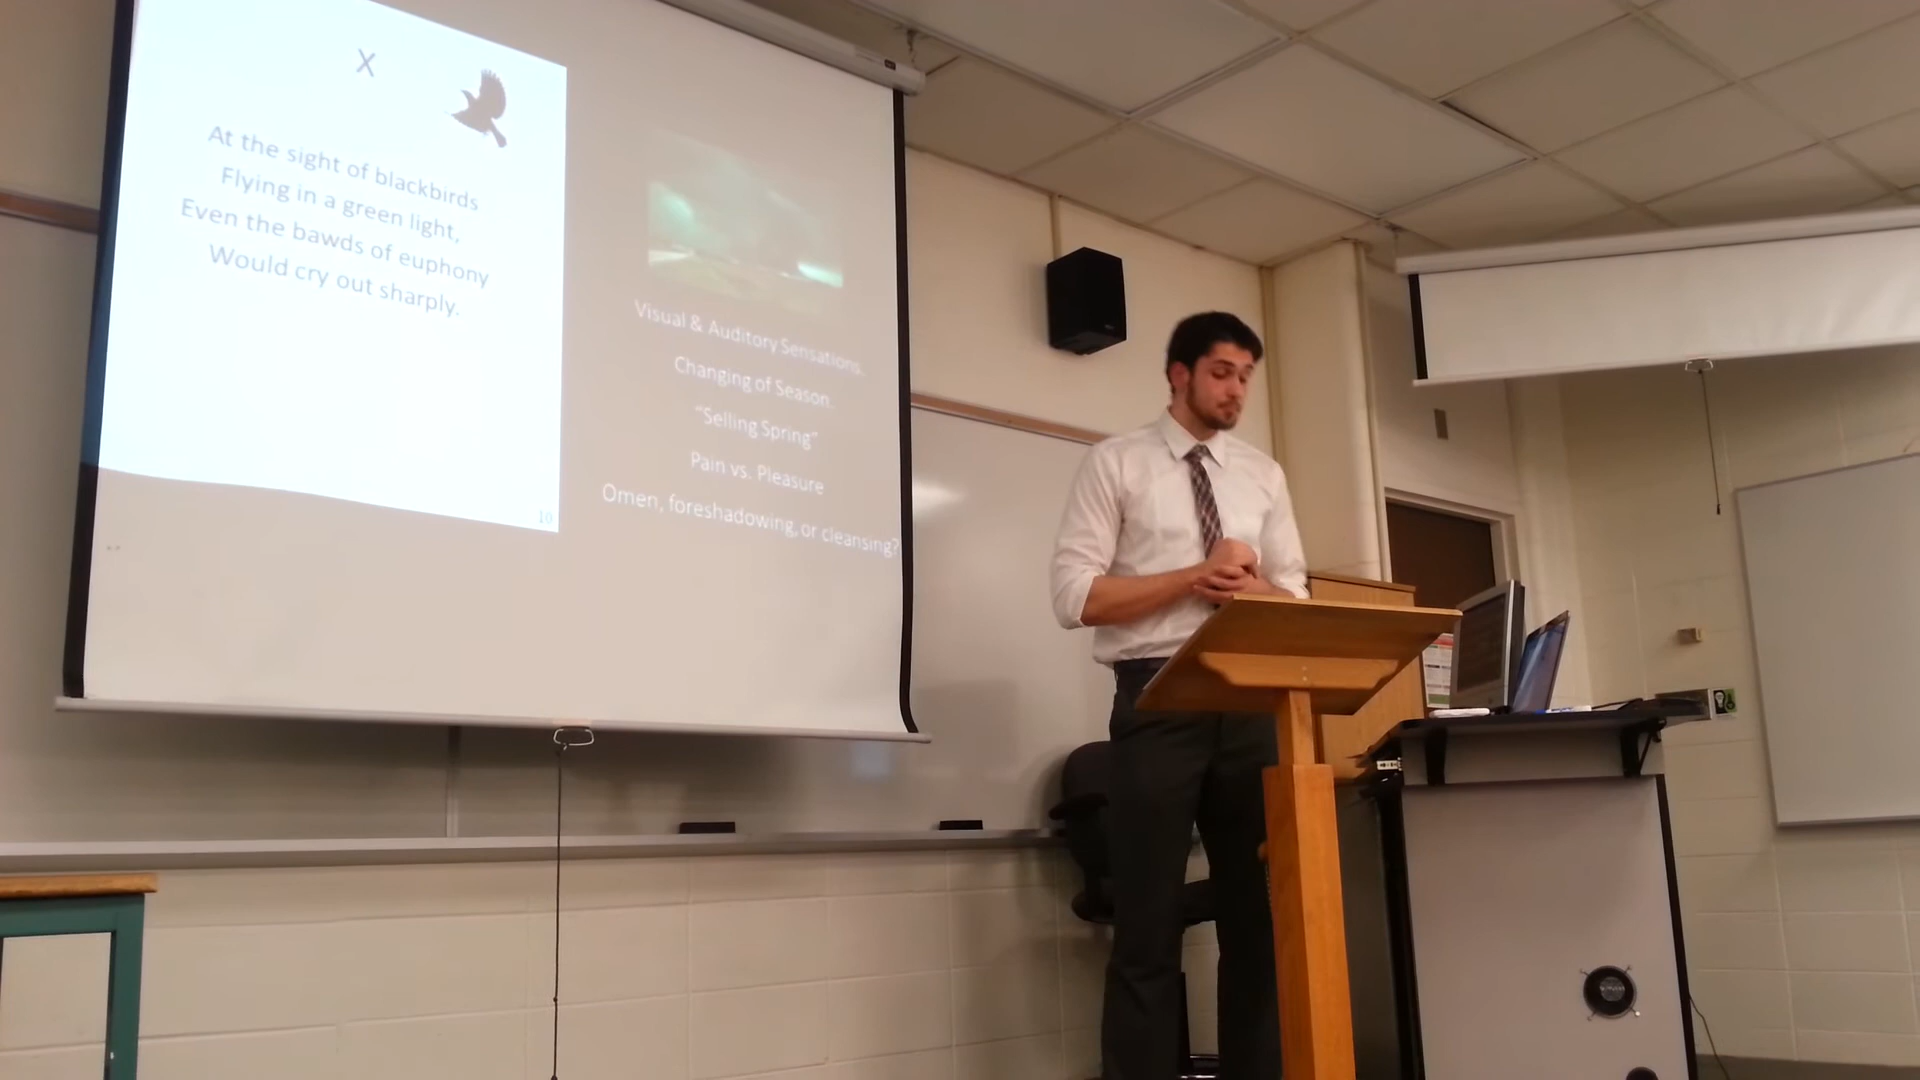 X
At the sight of blackbirds
Flying in a green light,
Even the bawds of euphony
Would cry out sharply.
10
Visual & Auditory Sensations.
Changing of Season.
"Selling Spring"
Pain vs. Pleasure
Omen, foreshadowing, or cleansing?